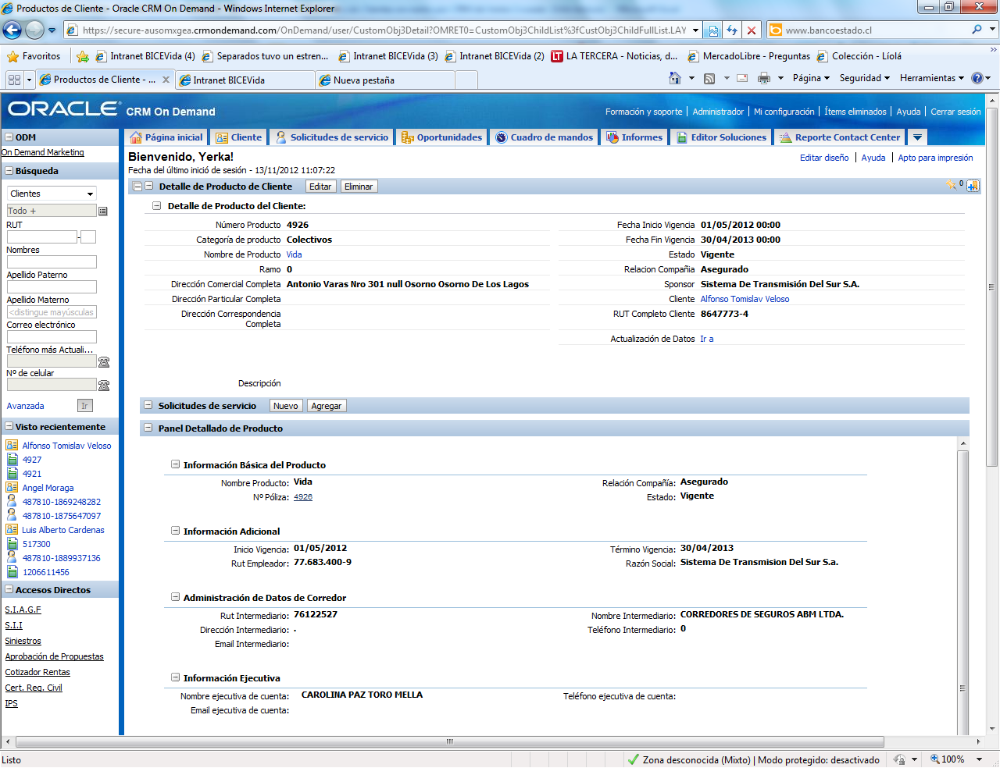 Productos de Cliente - Oracle CRM On Demand - Windows Internet Explorer
https://secure-ausomxgea.crmondemand.com/OnDemand/user/CustomObj3Detail?OMRET0=CustomObj3ChildList%3fCustObj3ChildFullList.LAY
www.bancoestado.cl
Favoritos
Intranet BICEVida (4)
Separados tuvo un estren...
Intranet BICEVida (3)
Intranet BICEVida (2)
LT LA TERCERA - Noticias, d...
MercadoLibre - Preguntas
Colección - Líolá
Productos de Cliente - ...
Intranet BICEVida
Nueva pestaña
Página
Seguridad
Herramientas
ORACLE CRM On Demand
Formación y soporte | Administrador | Mi configuración | Ítems eliminados | Ayuda | Cerrar sesión
ODM
On Demand Marketing
Búsqueda
Clientes
Todo +
RUT
-
Nombres
Apellido Paterno
Apellido Materno
<distingue mayúsculas
Correo electrónico
Teléfono más Actuali...
Nº de celular
Avanzada
Ir
Visto recientemente
Alfonso Tomislav Veloso
4927
4921
Angel Moraga
487810-1869248282
487810-1875647097
Luis Alberto Cardenas
517300
487810-1889937136
1206611456
Accesos Directos
S.I.A.G.F
S.I.I
Siniestros
Aprobación de Propuestas
Cotizador Rentas
Cert. Reg. Civil
IPS
Página inicial
Cliente
Solicitudes de servicio
Oportunidades
Cuadro de mandos
Informes
Editor Soluciones
Reporte Contact Center
Bienvenido, Yerka!
Editar diseño | Ayuda | Apto para impresión
Fecha del último inició de sesión - 13/11/2012 11:07:22
Detalle de Producto de Cliente Editar Eliminar
0
Detalle de Producto del Cliente:
Número Producto 4926
Fecha Inicio Vigencia 01/05/2012 00:00
Categoría de producto Colectivos
Fecha Fin Vigencia 30/04/2013 00:00
Nombre de Producto Vida
Estado Vigente
Ramo 0
Relacion Compañia Asegurado
Dirección Comercial Completa Antonio Varas Nro 301 null Osorno Osorno De Los Lagos
Sponsor Sistema De Transmisión Del Sur S.A.
Dirección Particular Completa
Cliente Alfonso Tomislav Veloso
Dirección Correspondencia Completa
RUT Completo Cliente 8647773-4
Actualización de Datos Ir a
Descripción
Solicitudes de servicio Nuevo Agregar
Panel Detallado de Producto
Información Básica del Producto
Nombre Producto: Vida
Relación Compañía: Asegurado
Nº Póliza: 4926
Estado: Vigente
Información Adicional
Inicio Vigencia: 01/05/2012
Término Vigencia: 30/04/2013
Rut Empleador: 77.683.400-9
Razón Social: Sistema De Transmision Del Sur S.a.
Administración de Datos de Corredor
Rut Intermediario: 76122527
Nombre Intermediario: CORREDORES DE SEGUROS ABM LTDA.
Dirección Intermediario: .
Teléfono Intermediario: 0
Email Intermediario:
Información Ejecutiva
Nombre ejecutiva de cuenta: CAROLINA PAZ TORO MELLA
Teléfono ejecutiva de cuenta:
Email ejecutiva de cuenta:
Listo
Zona desconocida (Mixto) | Modo protegido: desactivado
100%